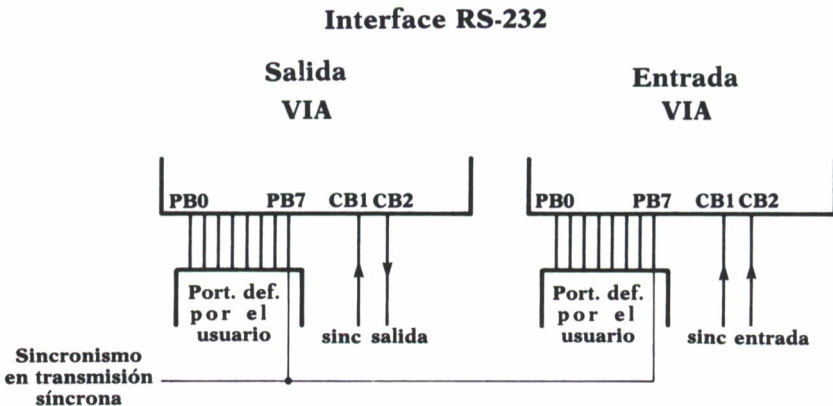 Interface RS-232
Salida
VIA
Entrada
VIA
PB0 PB7 CB1 CB2
PB0 PB7 CB1 CB2
Port. def.
por el
usuario
sinc salida
Port. def.
por el
usuario
sinc entrada
Sincronismo
en transmisión
síncrona